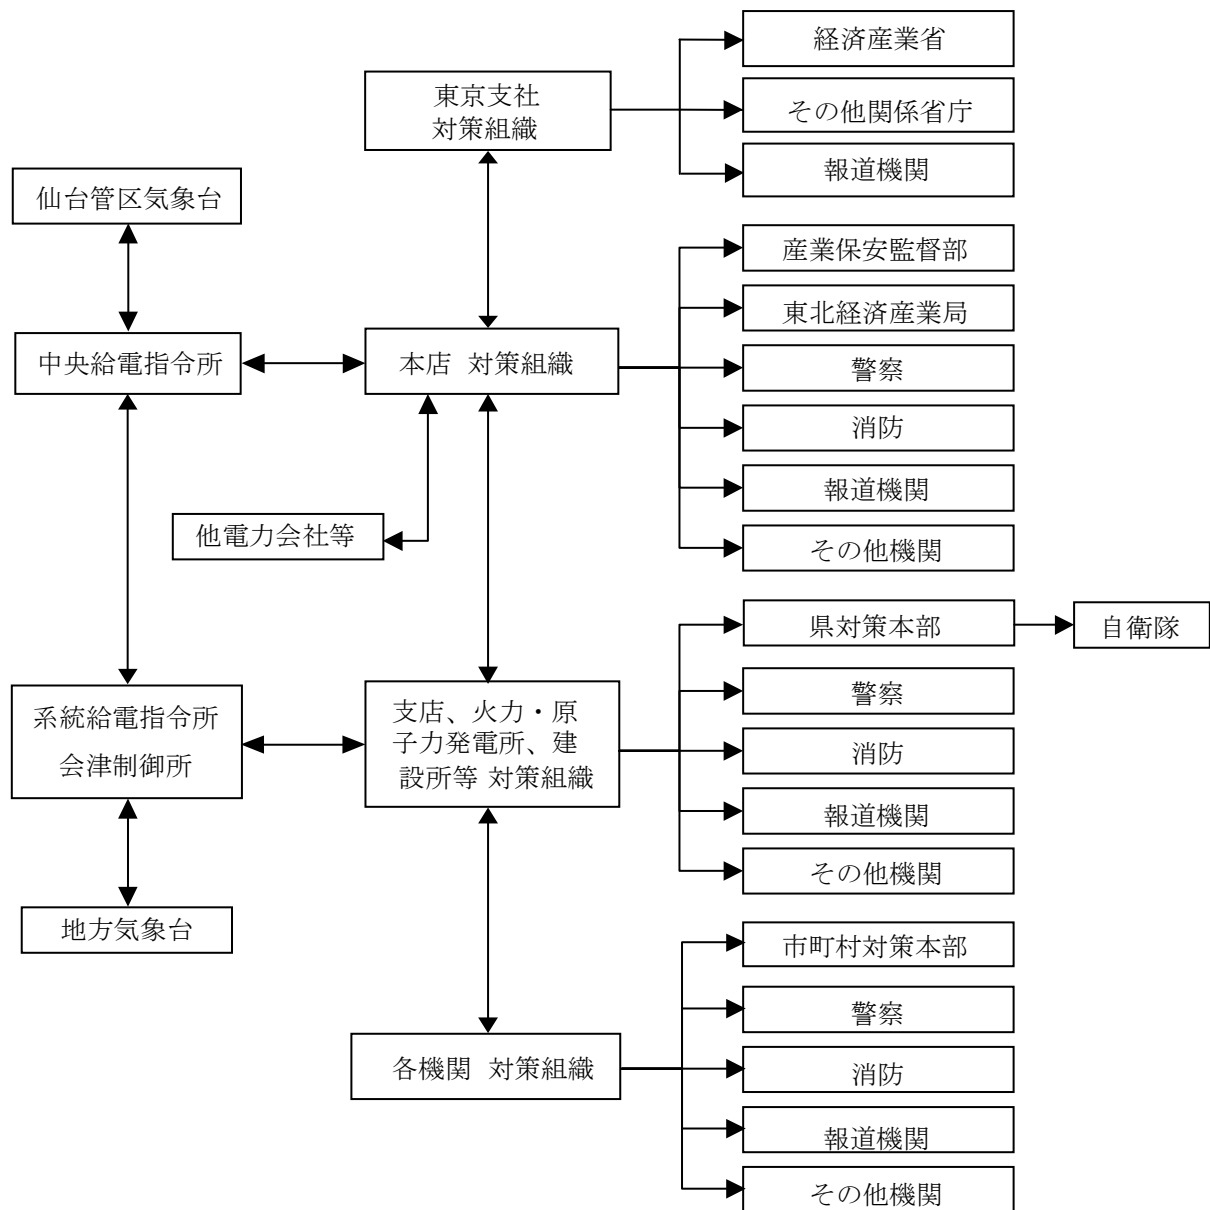 経済産業省
東京支社
対策組織
その他関係省庁
報道機関
仙台管区気象台
産業保安監督部
東北経済産業局
中央給電指令所
本店 対策組織
警察
消防
報道機関
他電力会社等
その他機関
県対策本部
自衛隊
警察
系統給電指令所
会津制御所
支店、火力・原
子力発電所、建
設所等 対策組織
消防
報道機関
その他機関
地方気象台
市町村対策本部
警察
各機関 対策組織
消防
報道機関
その他機関